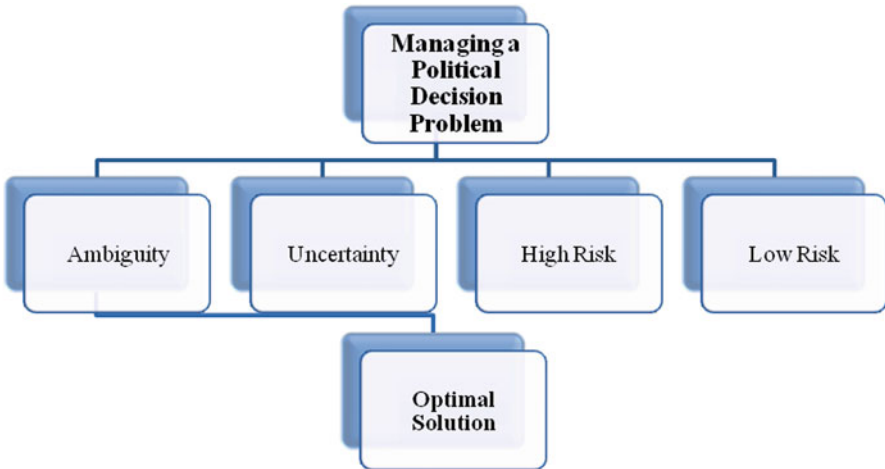 Managing a
Political
Decision
Problem
Ambiguity
Uncertainty
High Risk
Low Risk
Optimal
Solution